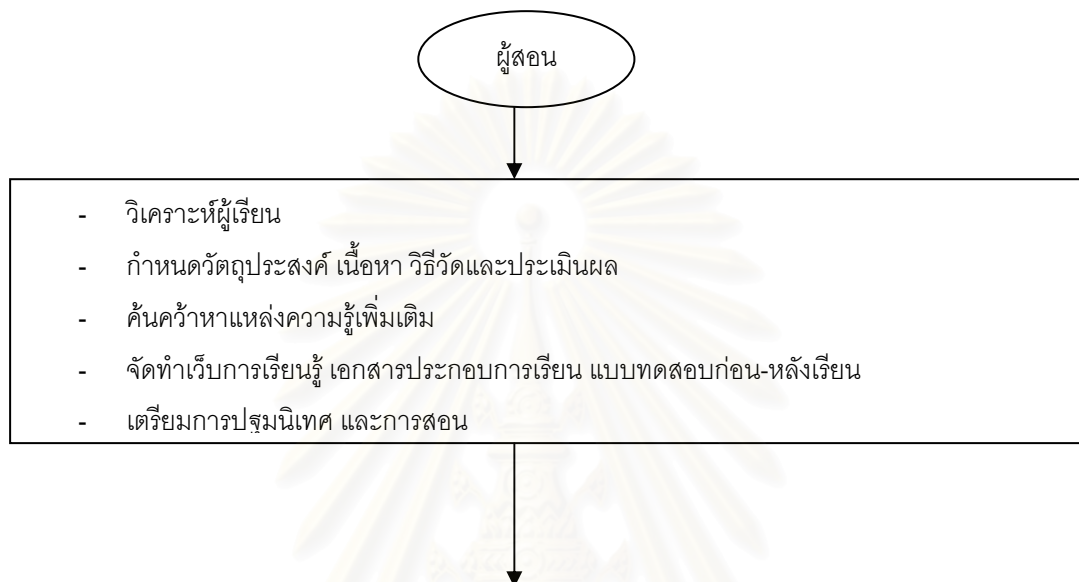 ผู้สอน
- วิเคราะห์ผู้เรียน
- กำหนดวัตถุประสงค์ เนื้อหา วิธีวัดและประเมินผล
- ค้นคว้าหาแหล่งความรู้เพิ่มเติม
- จัดทำเว็บการเรียนรู้ เอกสารประกอบการเรียน แบบทดสอบก่อน-หลังเรียน
- เตรียมการปฐมนิเทศ และการสอน